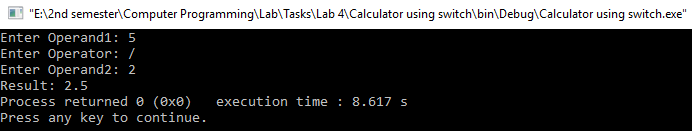 "E:\2nd semester\Computer Programming\Lab\Tasks\Lab 4\Calculator using switch\bin\Debug\Calculator using switch.exe"
Enter Operand1: 5
Enter Operator: /
Enter Operand2: 2
Result: 2.5
Process returned 0 (0x0)   execution time : 8.617 s
Press any key to continue.